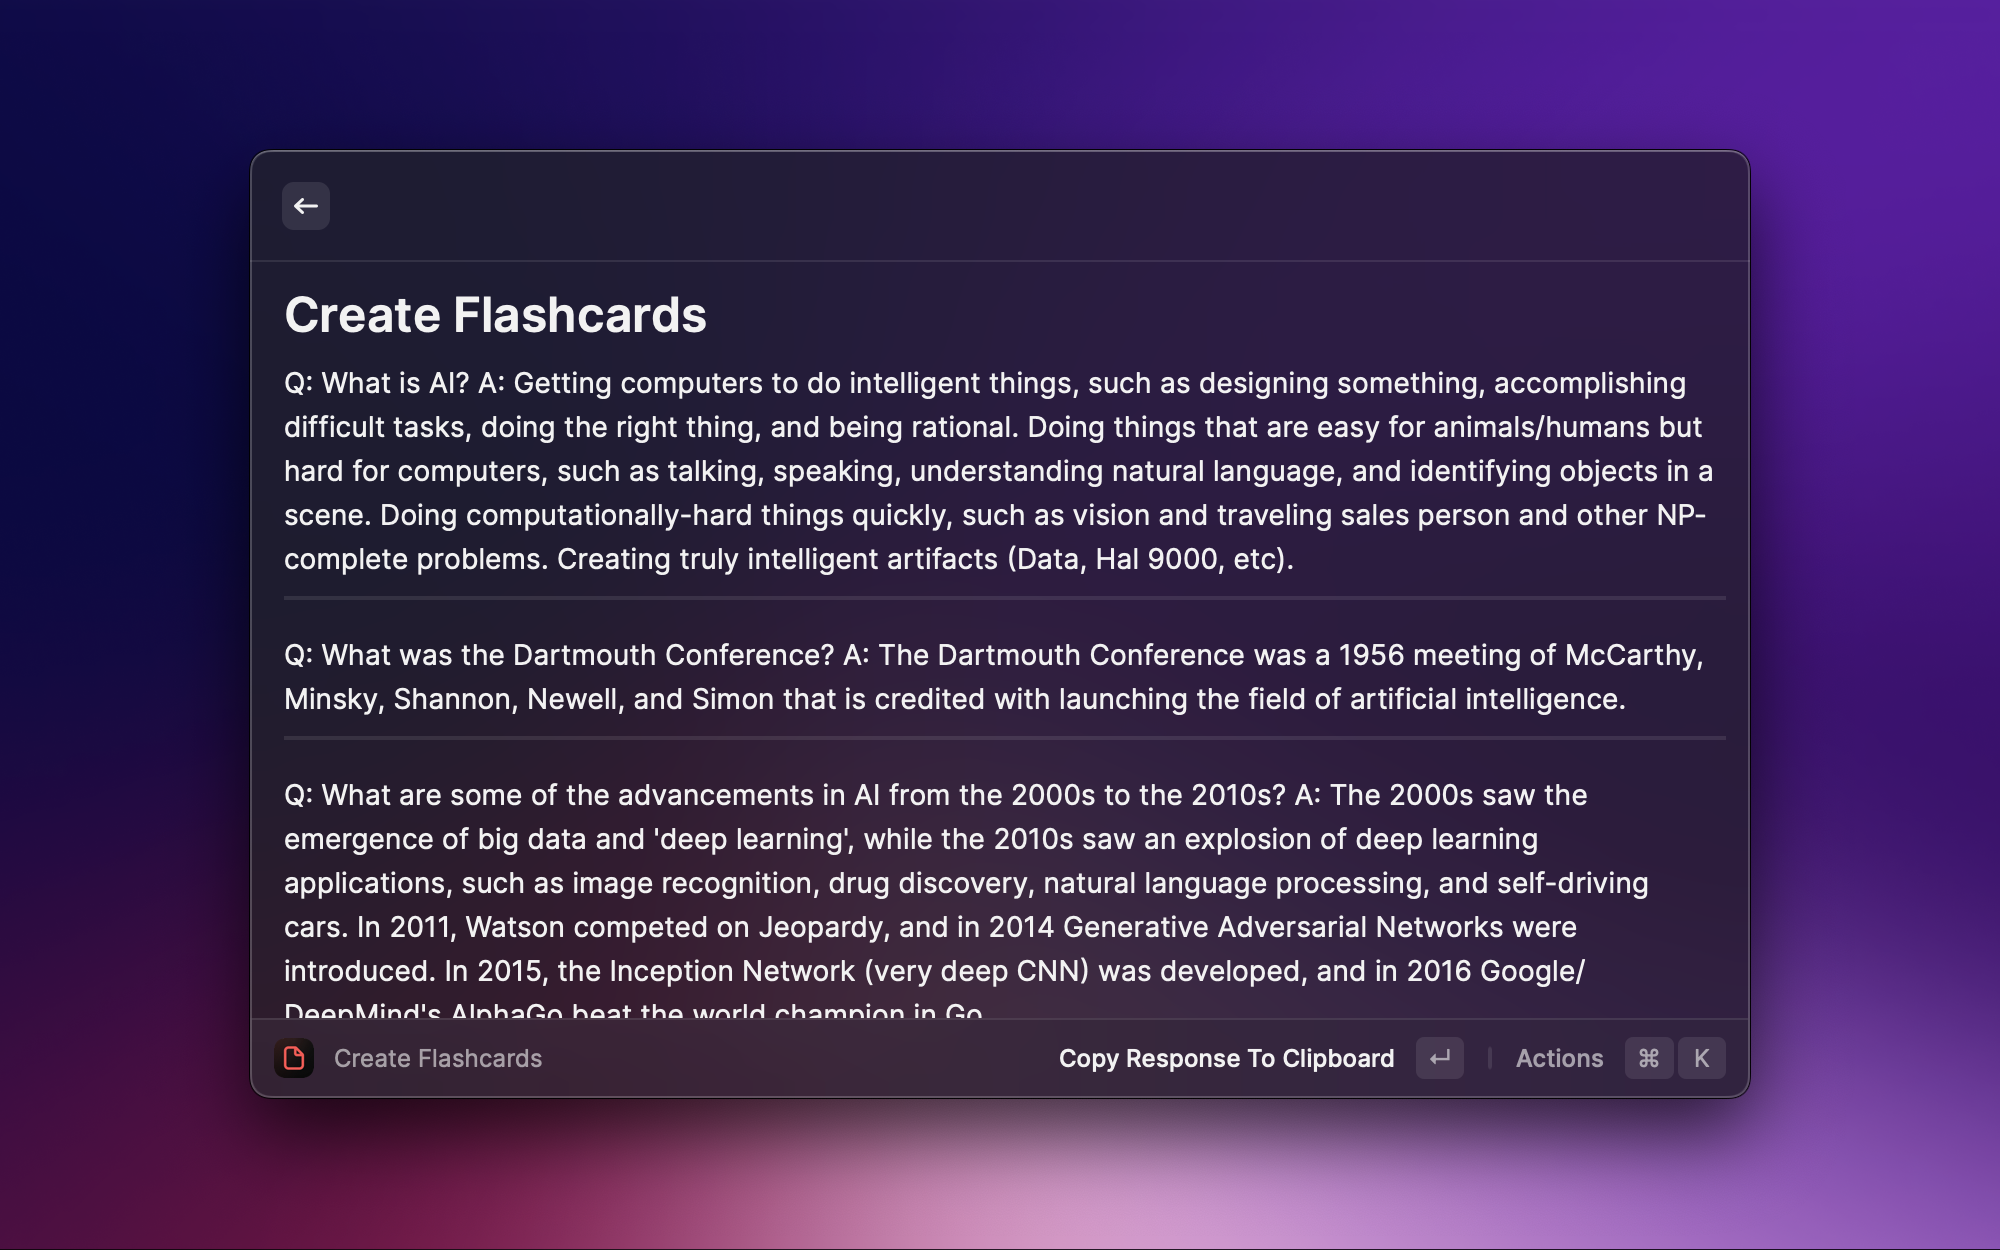 Create Flashcards
Q: What is AI? A: Getting computers to do intelligent things, such as designing something, accomplishing
difficult tasks, doing the right thing, and being rational. Doing things that are easy for animals/humans but
hard for computers, such as talking, speaking, understanding natural language, and identifying objects in a
scene. Doing computationally-hard things quickly, such as vision and traveling sales person and other NP-
complete problems. Creating truly intelligent artifacts (Data, Hal 9000, etc).
Q: What was the Dartmouth Conference? A: The Dartmouth Conference was a 1956 meeting of McCarthy,
Minsky, Shannon, Newell, and Simon that is credited with launching the field of artificial intelligence.
Q: What are some of the advancements in AI from the 2000s to the 2010s? A: The 2000s saw the
emergence of big data and 'deep learning', while the 2010s saw an explosion of deep learning
applications, such as image recognition, drug discovery, natural language processing, and self-driving
cars. In 2011, Watson competed on Jeopardy, and in 2014 Generative Adversarial Networks were
introduced. In 2015, the Inception Network (very deep CNN) was developed, and in 2016 Google/
DeepMind's AlphaGo beat the world champion in Go.
Create Flashcards
Copy Response To Clipboard ↵ Actions ⌘ K